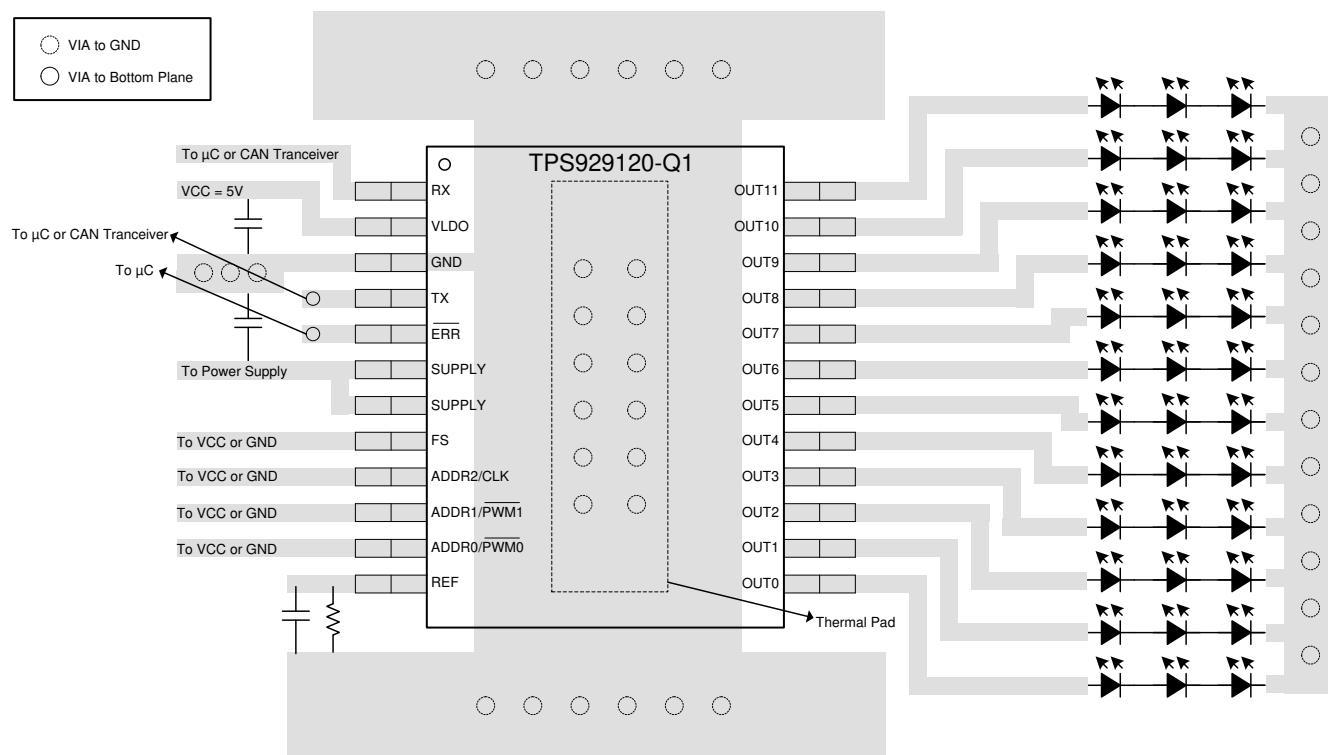 VIA to GND
VIA to Bottom Plane
TPS929120-Q1
To µC or CAN Tranceiver
VCC = 5V
To µC or CAN Tranceiver
To µC
To Power Supply
To VCC or GND
To VCC or GND
To VCC or GND
To VCC or GND
RX
VLDO
GND
TX
ERR
SUPPLY
SUPPLY
FS
ADDR2/CLK
ADDR1/PWM1
ADDR0/PWM0
REF
OUT11
OUT10
OUT9
OUT8
OUT7
OUT6
OUT5
OUT4
OUT3
OUT2
OUT1
OUT0
Thermal Pad